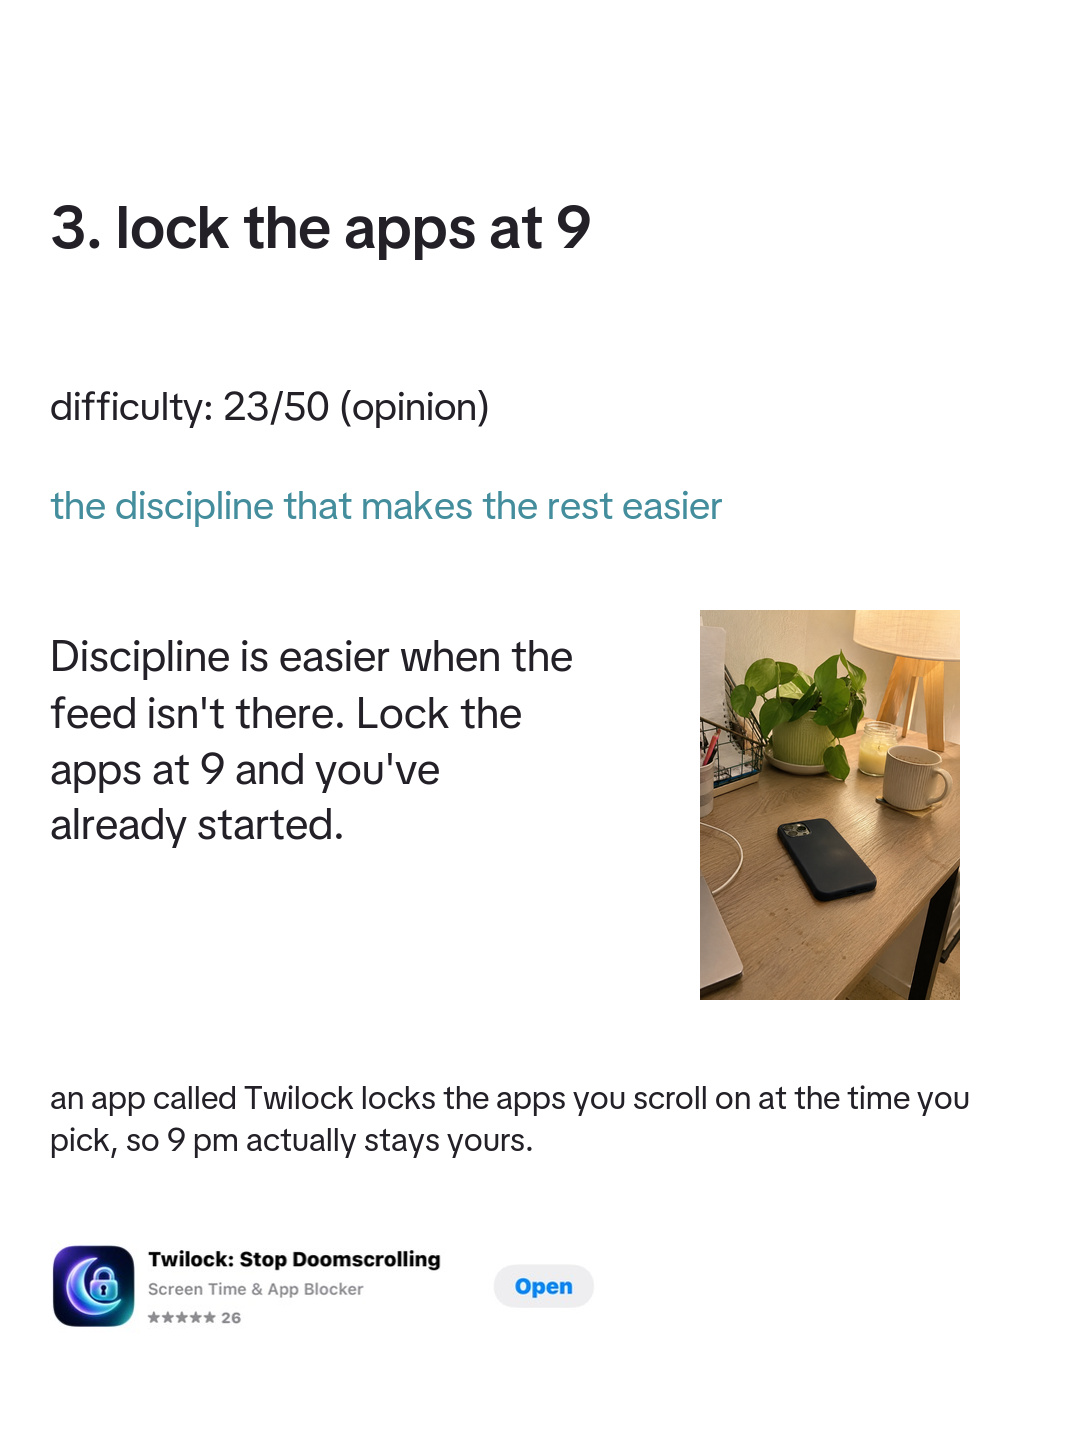 3. lock the apps at 9
difficulty: 23/50 (opinion)
the discipline that makes the rest easier
Discipline is easier when the
feed isn't there. Lock the
apps at 9 and you've
already started.
an app called Twilock locks the apps you scroll on at the time you
pick, so 9 pm actually stays yours.
Twilock: Stop Doomscrolling
Screen Time & App Blocker
★★★★★ 26
Open